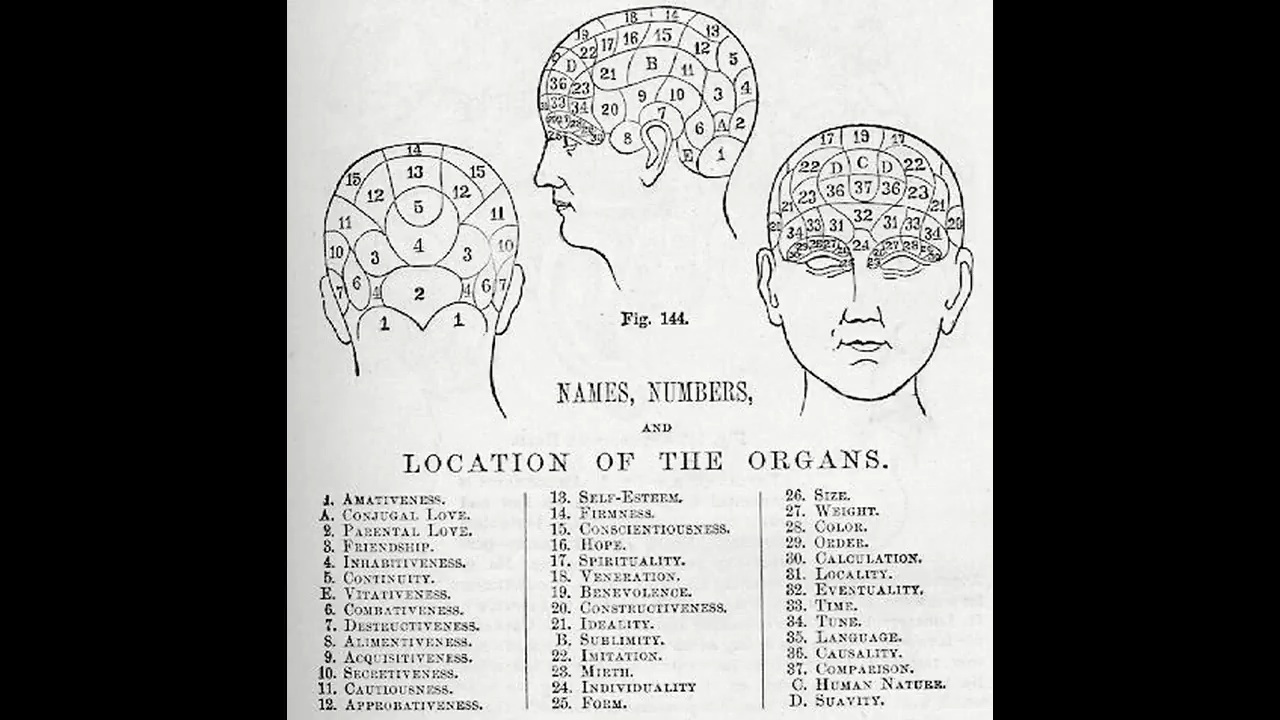 Fig. 144.
NAMES, NUMBERS,
AND
LOCATION OF THE ORGANS.
1. AMATIVENESS.
A. CONJUGAL LOVE.
2. PARENTAL LOVE.
3. FRIENDSHIP.
4. INHABITIVENESS.
5. CONTINUITY.
E. VITATIVENESS.
6. COMBATIVENESS.
7. DESTRUCTIVENESS.
8. ALIMENTIVENESS.
9. ACQUISITIVENESS.
10. SECRETIVENESS.
11. CAUTIOUSNESS.
12. APPROBATIVENESS.
13. SELF-ESTEEM.
14. FIRMNESS.
15. CONSCIENTIOUSNESS.
16. HOPE.
17. SPIRITUALITY.
18. VENERATION.
19. BENEVOLENCE.
20. CONSTRUCTIVENESS.
21. IDEALITY.
B. SUBLIMITY.
22. IMITATION.
23. MIRTH.
24. INDIVIDUALITY
25. FORM.
26. SIZE.
27. WEIGHT.
28. COLOR.
29. ORDER.
30. CALCULATION.
31. LOCALITY.
32. EVENTUALITY.
33. TIME.
34. TUNE.
35. LANGUAGE.
36. CAUSALITY.
37. COMPARISON.
C. HUMAN NATURE.
D. SUAVITY.